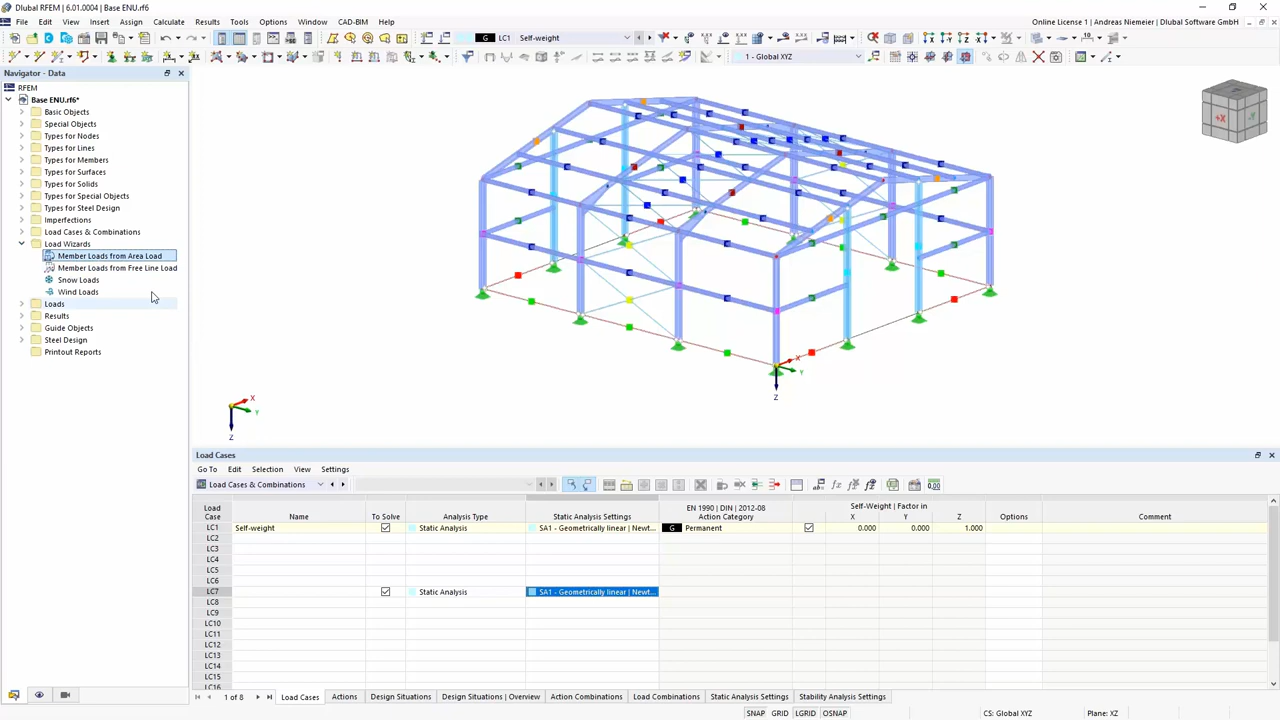 Dlubal RFEM | 6.01.0004 | Base ENU.rf6*
File Edit View Insert Assign Calculate Results Tools Options Window CAD-BIM Help
Online License 1 | Andreas Niemeier | Dlubal Software GmbH
G LC1 Self-weight
1 - Global XYZ
Navigator - Data
RFEM
Base ENU.rf6*
Basic Objects
Special Objects
Types for Nodes
Types for Lines
Types for Members
Types for Surfaces
Types for Solids
Types for Special Objects
Types for Steel Design
Imperfections
Load Cases & Combinations
Load Wizards
Member Loads from Area Load
Member Loads from Free Line Load
Snow Loads
Wind Loads
Loads
Results
Guide Objects
Steel Design
Printout Reports
+X -Y
X
Y
Z
X
Y
Z
Load Cases
Go To Edit Selection View Settings
Load Cases & Combinations
Load Case Name To Solve Analysis Type Static Analysis Settings EN 1990 | DIN | 2012-08 Action Category Self-Weight | Factor in X Y Z Options Comment
LC1 Self-weight Static Analysis SA1 - Geometrically linear | Newt... G Permanent 0.000 0.000 1.000
LC2
LC3
LC4
LC5
LC6
LC7 Static Analysis SA1 - Geometrically linear | Newt...
LC8
LC9
LC10
LC11
LC12
LC13
LC14
LC15
LC16
1 of 8 Load Cases Actions Design Situations Design Situations | Overview Action Combinations Load Combinations Static Analysis Settings Stability Analysis Settings
SNAP GRID LGRID OSNAP CS: Global XYZ Plane: XZ